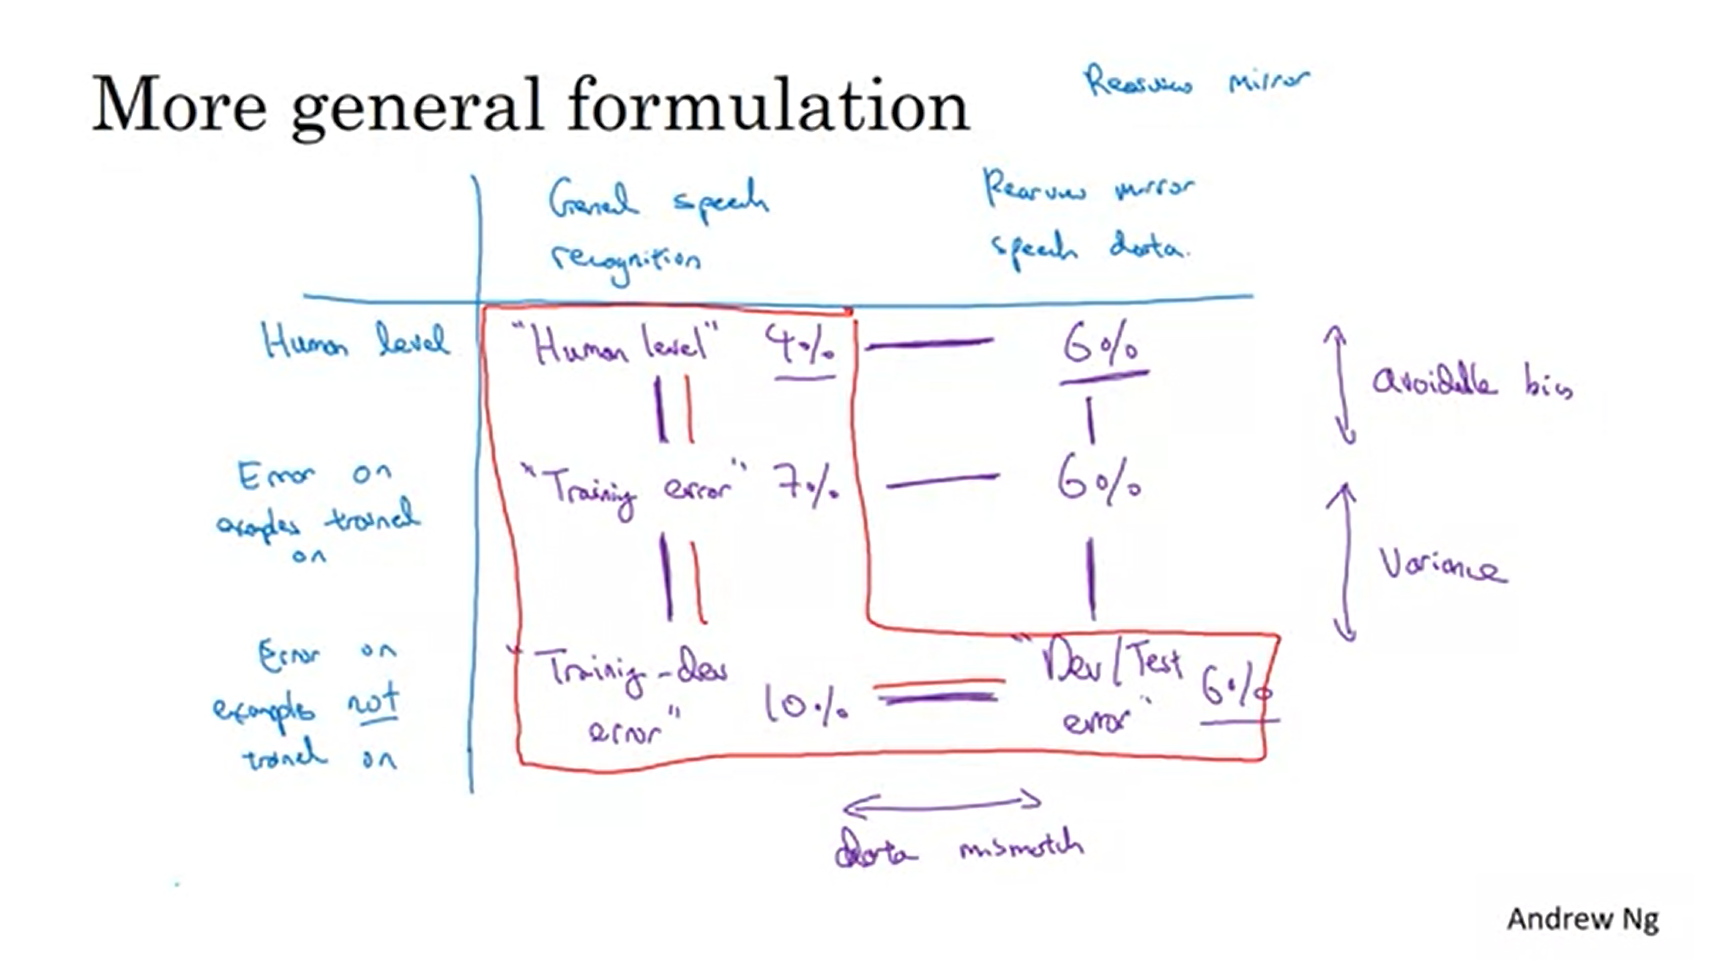 More general formulation
Rearview mirror
General speech
recognition
Rearview mirror
speech data.
Human level
"Human level" 4%
6%
avoidable bias
Error on
examples trained
on
"Training error" 7%
6%
Variance
Error on
examples not
trained on
"Training-dev
error" 10%
"Dev/Test
error" 6%
data mismatch
Andrew Ng